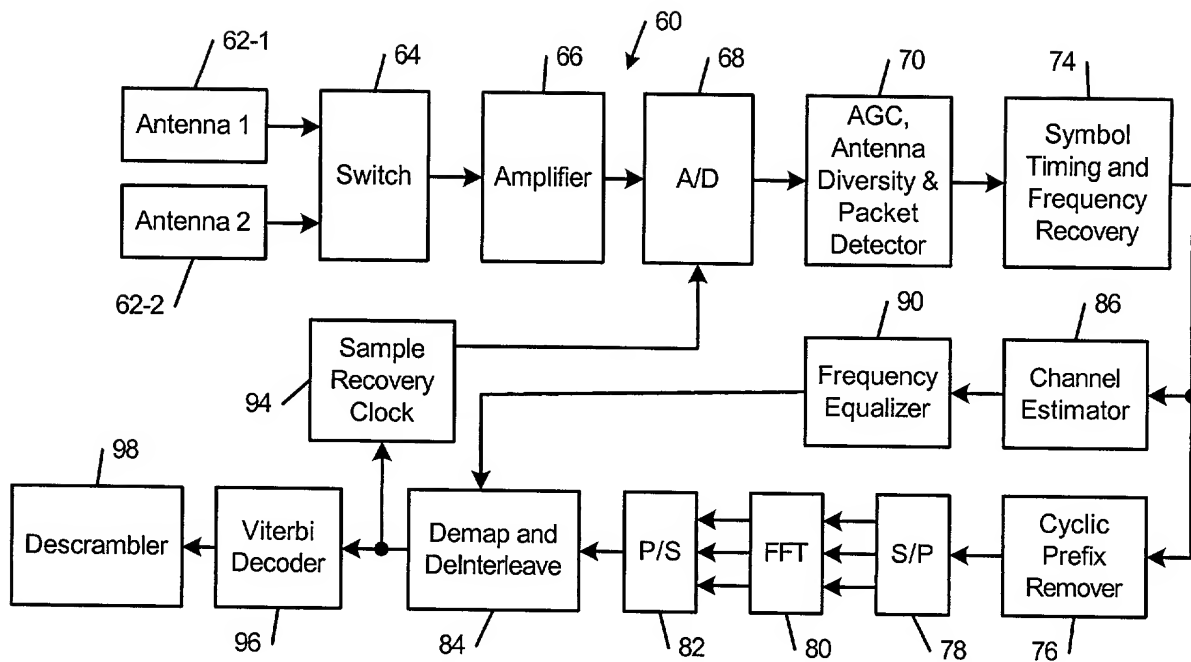 60
62-1
64
66
68
70
74
Antenna 1
Antenna 2
Switch
Amplifier
A/D
AGC,
Antenna
Diversity &
Packet
Detector
Symbol
Timing and
Frequency
Recovery
62-2
90
86
Sample
Recovery
Clock
94
Frequency
Equalizer
Channel
Estimator
98
Descrambler
Viterbi
Decoder
Demap and
DeInterleave
P/S
FFT
S/P
Cyclic
Prefix
Remover
96
84
82
80
78
76